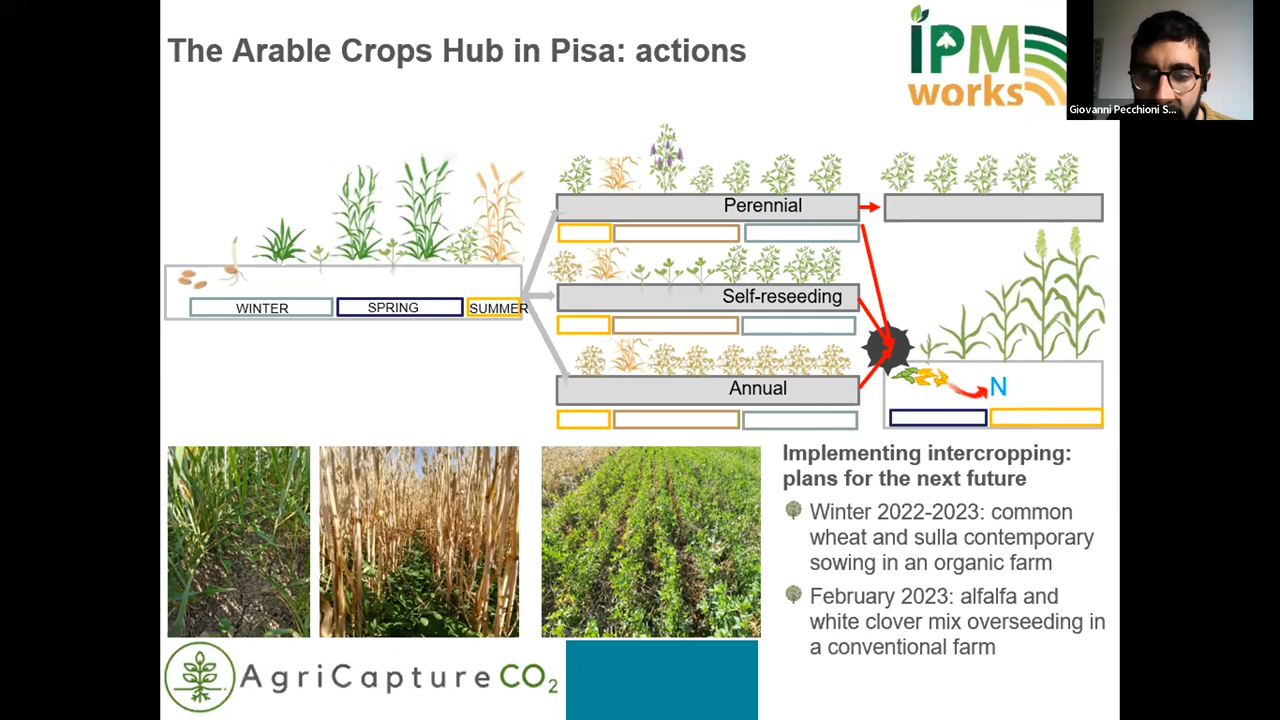 The Arable Crops Hub in Pisa: actions
IPM
works
Giovanni Pecchioni S...
Perennial
Self-reseeding
WINTER
SPRING
SUMMER
Annual
N
Implementing intercropping:
plans for the next future
Winter 2022-2023: common
wheat and sulla contemporary
sowing in an organic farm
February 2023: alfalfa and
white clover mix overseeding in
a conventional farm
AgriCapture CO2